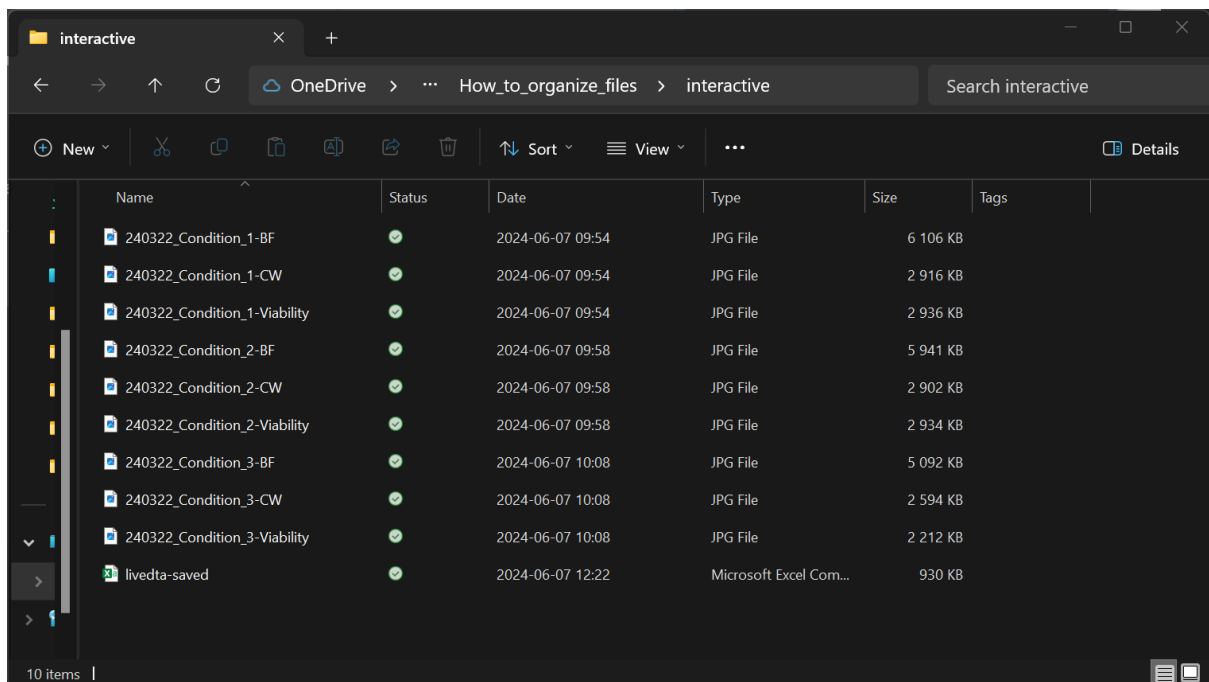 interactive
OneDrive > ··· How_to_organize_files > interactive
Search interactive
New Sort View ··· Details
Name Status Date Type Size Tags
240322_Condition_1-BF 2024-06-07 09:54 JPG File 6 106 KB
240322_Condition_1-CW 2024-06-07 09:54 JPG File 2 916 KB
240322_Condition_1-Viability 2024-06-07 09:54 JPG File 2 936 KB
240322_Condition_2-BF 2024-06-07 09:58 JPG File 5 941 KB
240322_Condition_2-CW 2024-06-07 09:58 JPG File 2 902 KB
240322_Condition_2-Viability 2024-06-07 09:58 JPG File 2 934 KB
240322_Condition_3-BF 2024-06-07 10:08 JPG File 5 092 KB
240322_Condition_3-CW 2024-06-07 10:08 JPG File 2 594 KB
240322_Condition_3-Viability 2024-06-07 10:08 JPG File 2 212 KB
livedta-saved 2024-06-07 12:22 Microsoft Excel Com... 930 KB
10 items